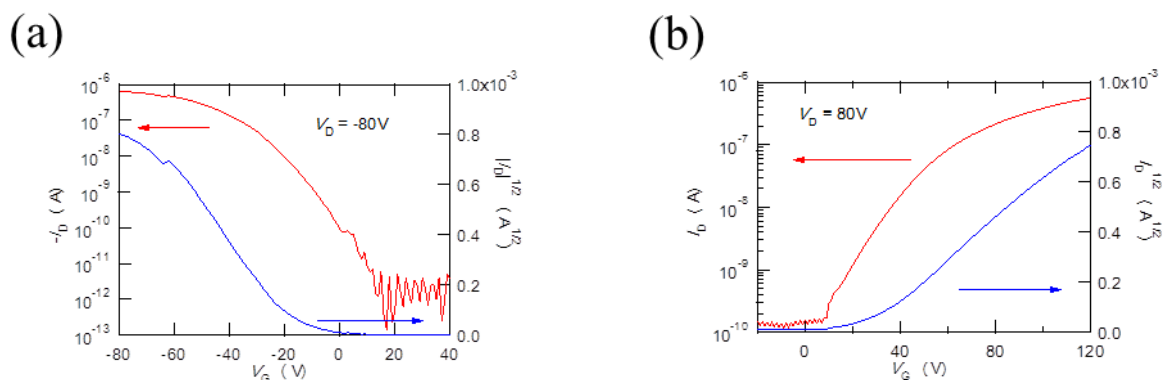 (a)
10⁻⁶
10⁻⁷
10⁻⁸
10⁻⁹
10⁻¹⁰
10⁻¹¹
10⁻¹²
10⁻¹³
-I_D (A)
V_D = -80V
1.0x10⁻³
0.8
0.6
0.4
0.2
0.0
|I_D|^1/2 (A^1/2)
-80 -60 -40 -20 0 20 40
V_G (V)
(b)
10⁻⁵
10⁻⁶
10⁻⁷
10⁻⁸
10⁻⁹
10⁻¹⁰
I_D (A)
V_D = 80V
1.0x10⁻³
0.8
0.6
0.4
0.2
0.0
I_D^1/2 (A^1/2)
0 40 80 120
V_G (V)